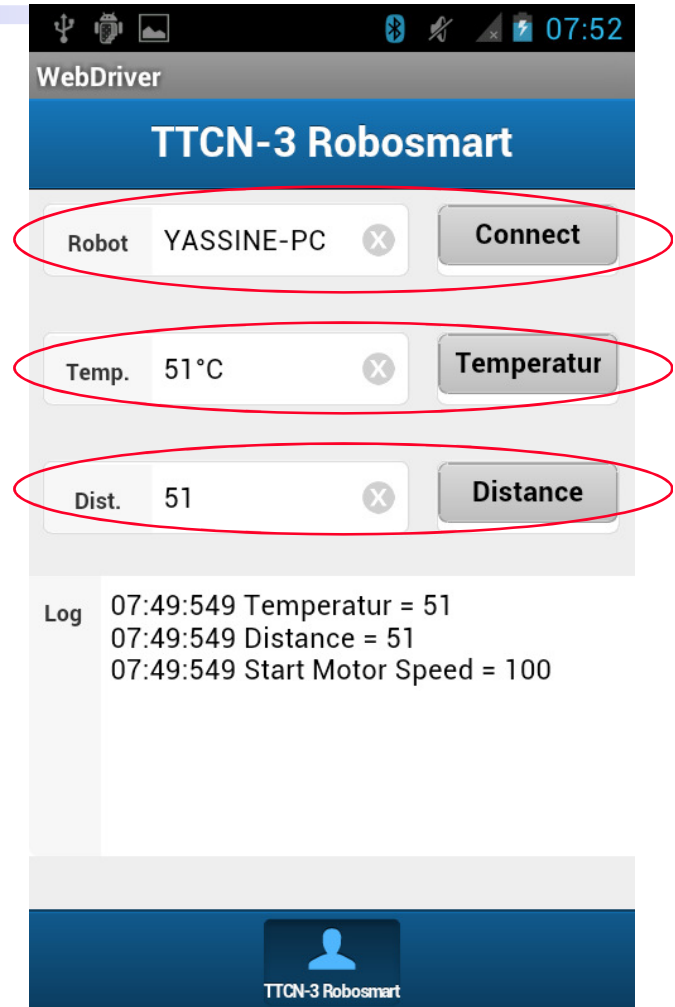 07:52
WebDriver
TTCN-3 Robosmart
Robot YASSINE-PC Connect
Temp. 51°C Temperatur
Dist. 51 Distance
Log 07:49:549 Temperatur = 51
07:49:549 Distance = 51
07:49:549 Start Motor Speed = 100
TTCN-3 Robosmart